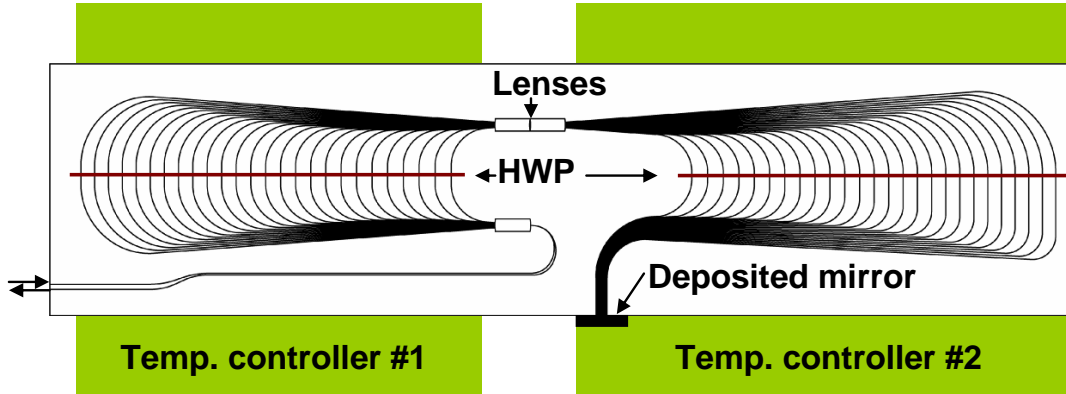 Lenses
HWP
Deposited mirror
Temp. controller #1
Temp. controller #2